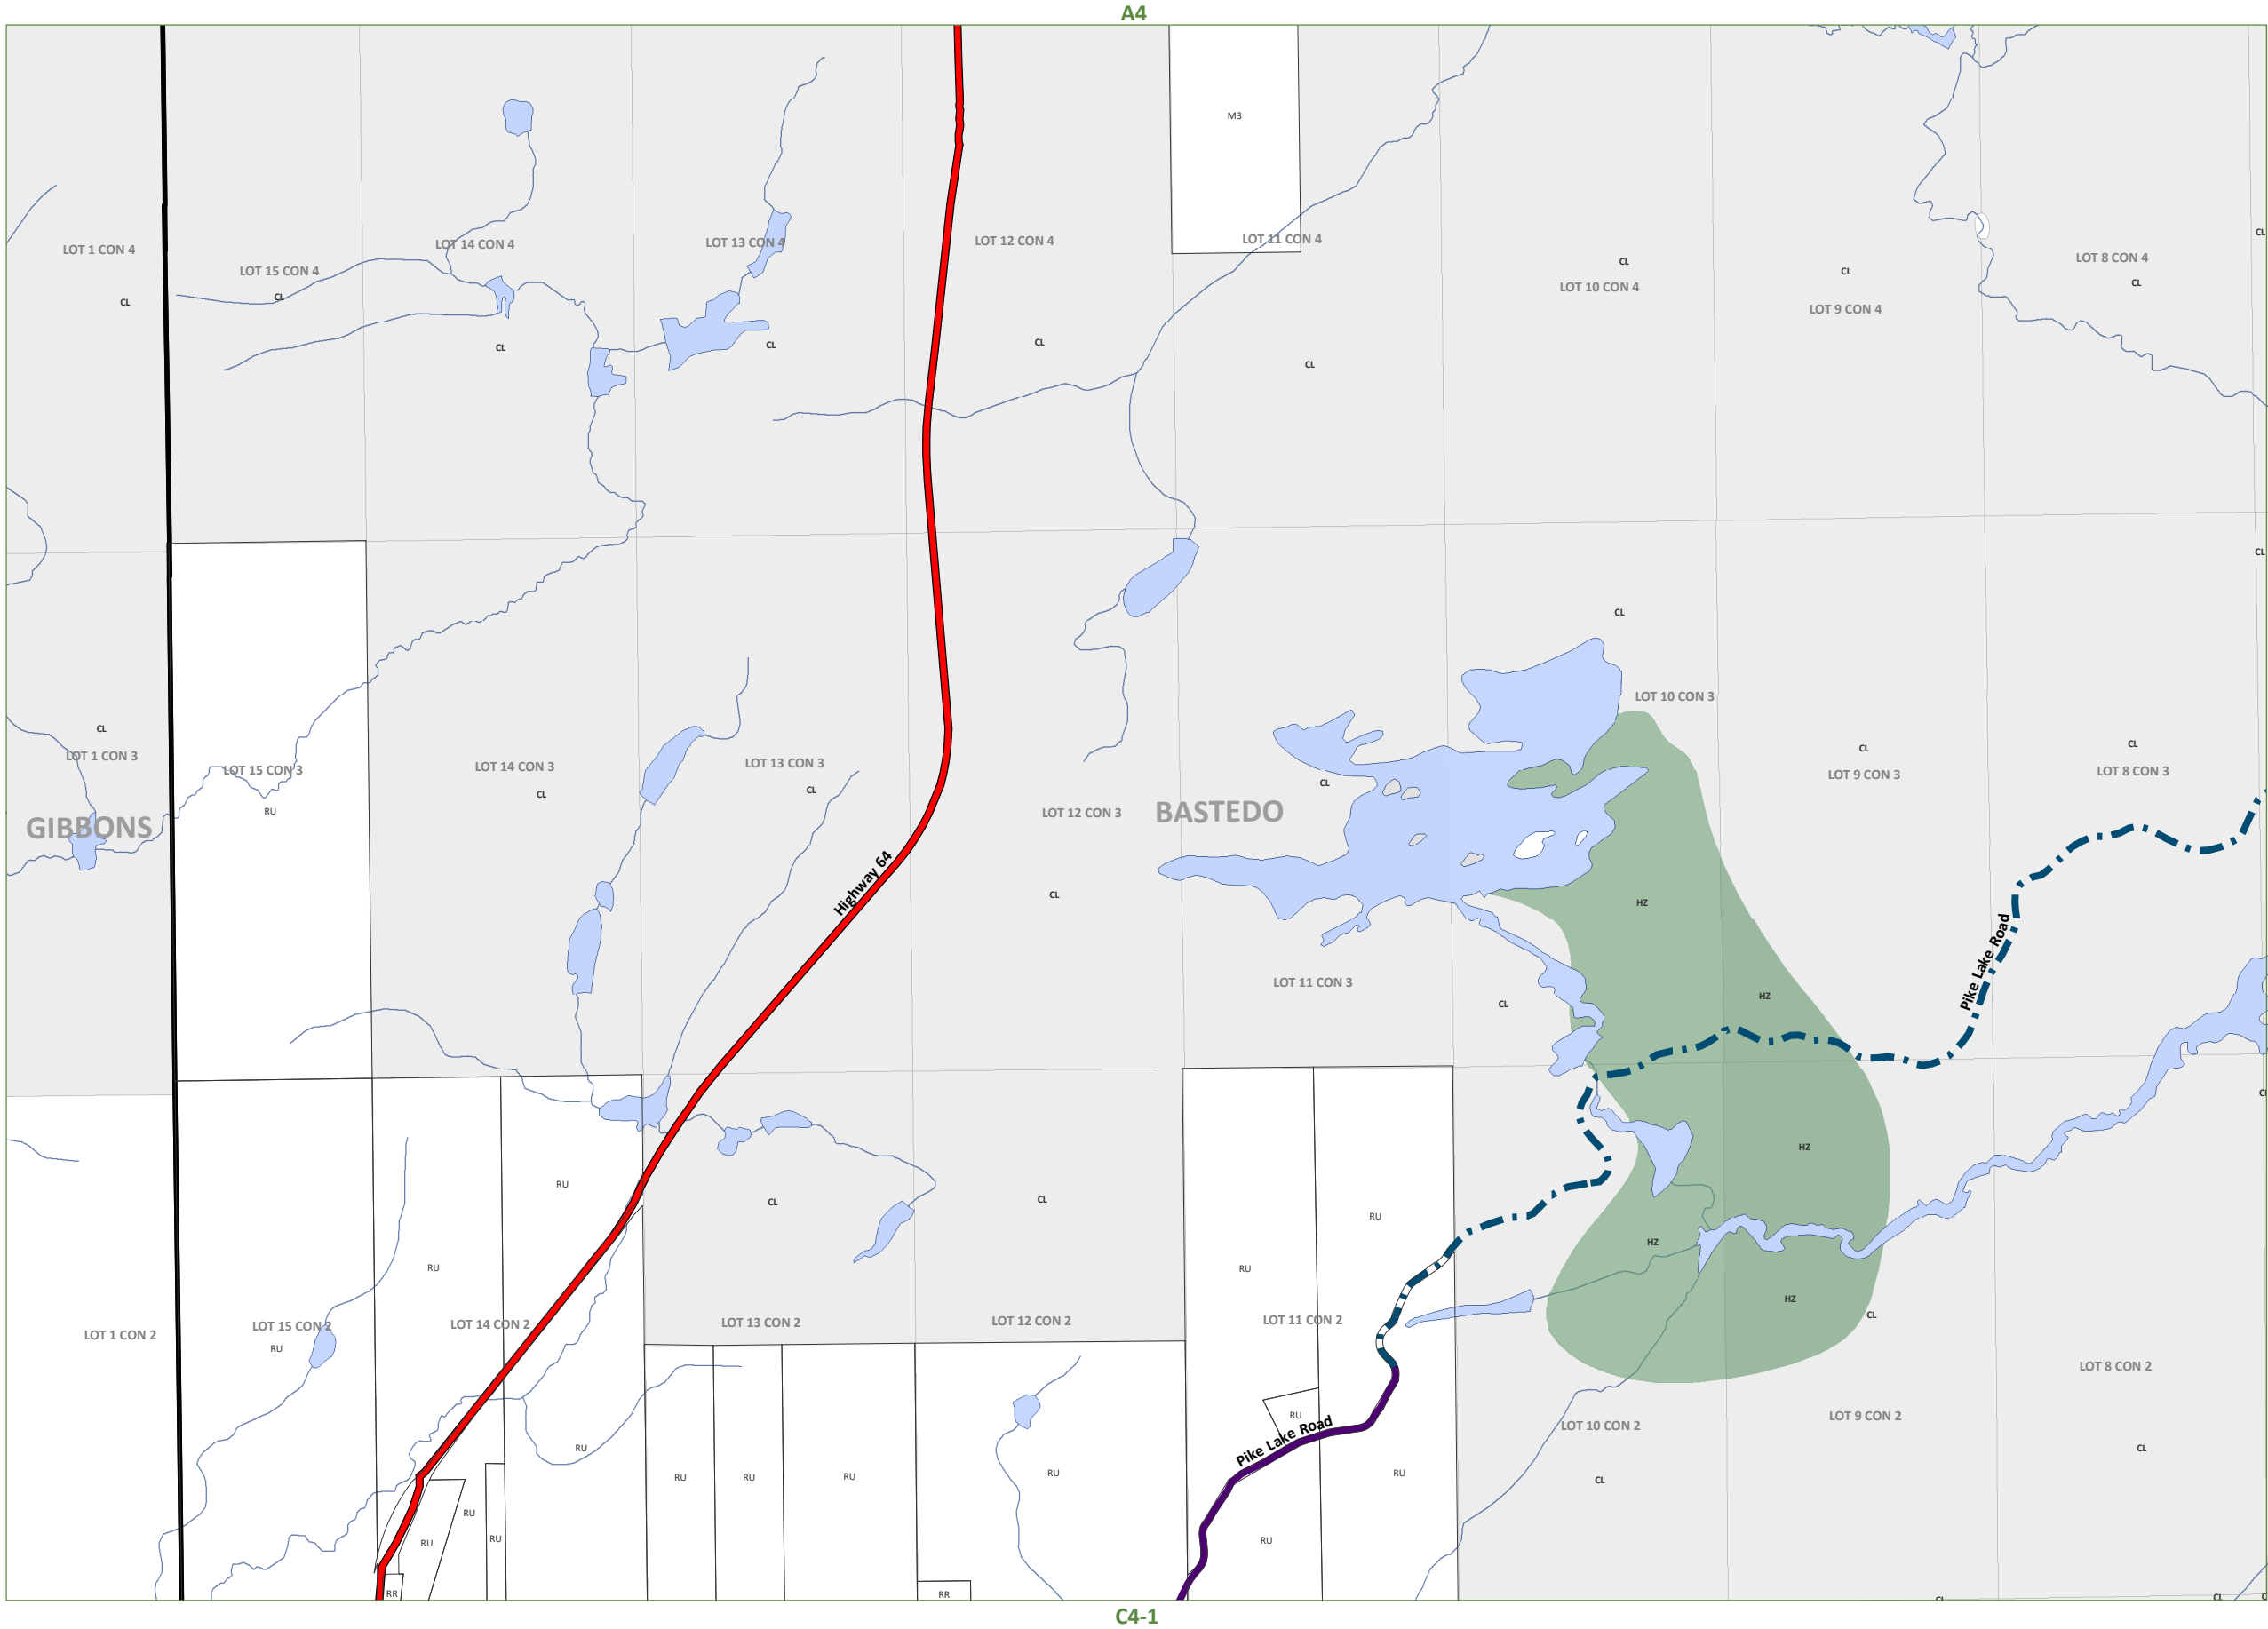 A4
M3
CL
LOT 1 CON 4
LOT 14 CON 4
LOT 13 CON 4
LOT 12 CON 4
LOT 11 CON 4
LOT 8 CON 4
LOT 15 CON 4
CL
CL
CL
LOT 10 CON 4
LOT 9 CON 4
CL
CL
CL
CL
CL
CL
CL
CL
CL
LOT 10 CON 3
CL
LOT 1 CON 3
LOT 15 CON 3
LOT 14 CON 3
LOT 13 CON 3
CL
CL
LOT 9 CON 3
LOT 8 CON 3
CL
CL
CL
RU
GIBBONS
LOT 12 CON 3
BASTEDO
Highway 64
CL
HZ
Pike Lake Road
LOT 11 CON 3
CL
HZ
HZ
RU
CL
CL
RU
HZ
RU
RU
HZ
CL
LOT 1 CON 2
LOT 15 CON 2
LOT 14 CON 2
LOT 13 CON 2
LOT 12 CON 2
LOT 11 CON 2
RU
LOT 8 CON 2
RU
Pike Lake Road
LOT 10 CON 2
LOT 9 CON 2
RU
CL
RU
RU
RU
RU
RU
CL
RU
RU
RU
RU
RR
RR
CL
C4-1